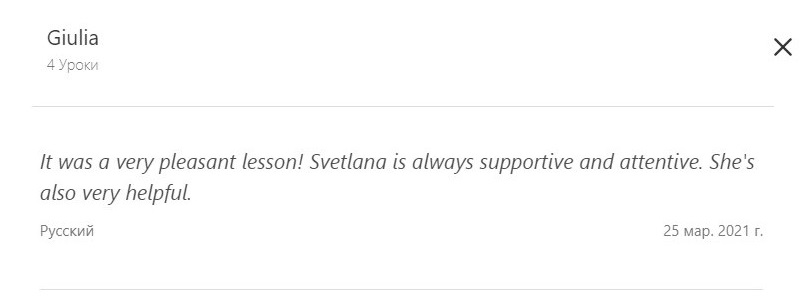 Giulia
4 Уроки
It was a very pleasant lesson! Svetlana is always supportive and attentive. She's
also very helpful.
Русский
25 мар. 2021 г.